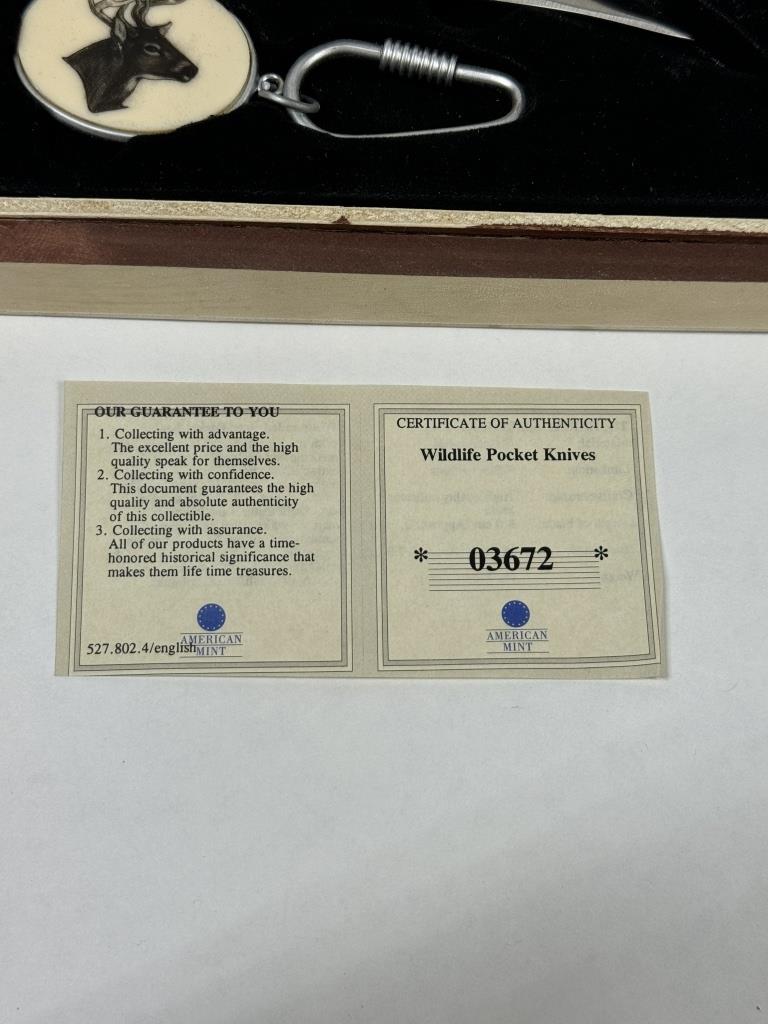 OUR GUARANTEE TO YOU
1. Collecting with advantage.
The excellent price and the high
quality speak for themselves.
2. Collecting with confidence.
This document guarantees the high
quality and absolute authenticity
of this collectible.
3. Collecting with assurance.
All of our products have a time-
honored historical significance that
makes them life time treasures.
AMERICAN
MINT
527.802.4/english
CERTIFICATE OF AUTHENTICITY
Wildlife Pocket Knives
* 03672 *
AMERICAN
MINT